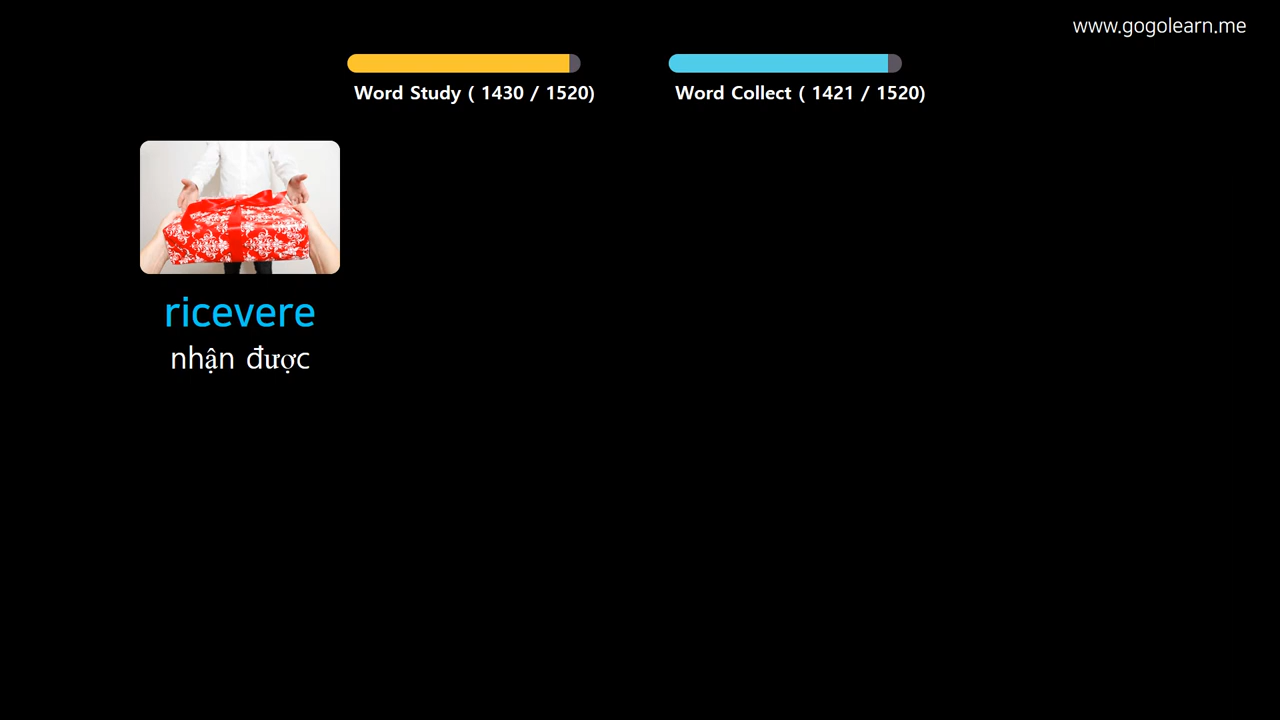 www.gogolearn.me
Word Study ( 1430 / 1520)
Word Collect ( 1421 / 1520)
ricevere
nhận được